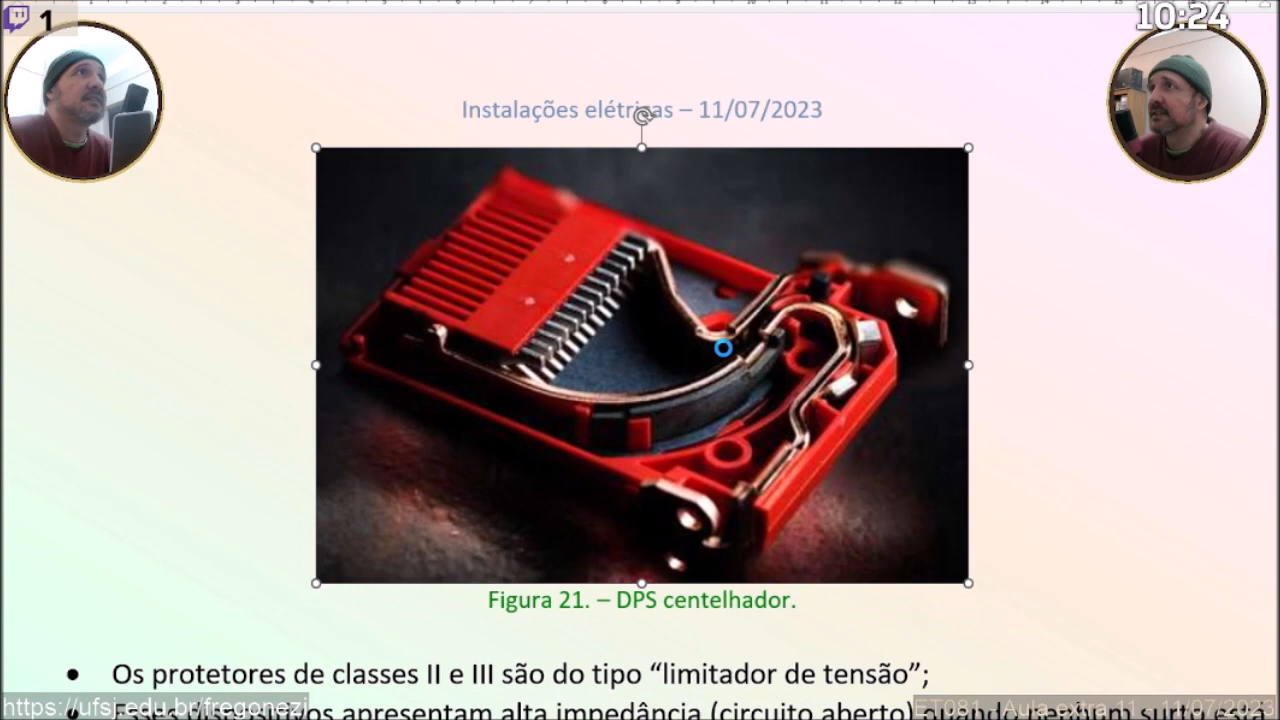 1
10:24
Instalações elétricas – 11/07/2023
Figura 21. – DPS centelhador.
• Os protetores de classes II e III são do tipo “limitador de tensão”;
https://ufsj.edu.br/fregonezi
apresentam alta impedância (circuito aberto) quando
ET081 - Aula extra 11 - 11/07/2023